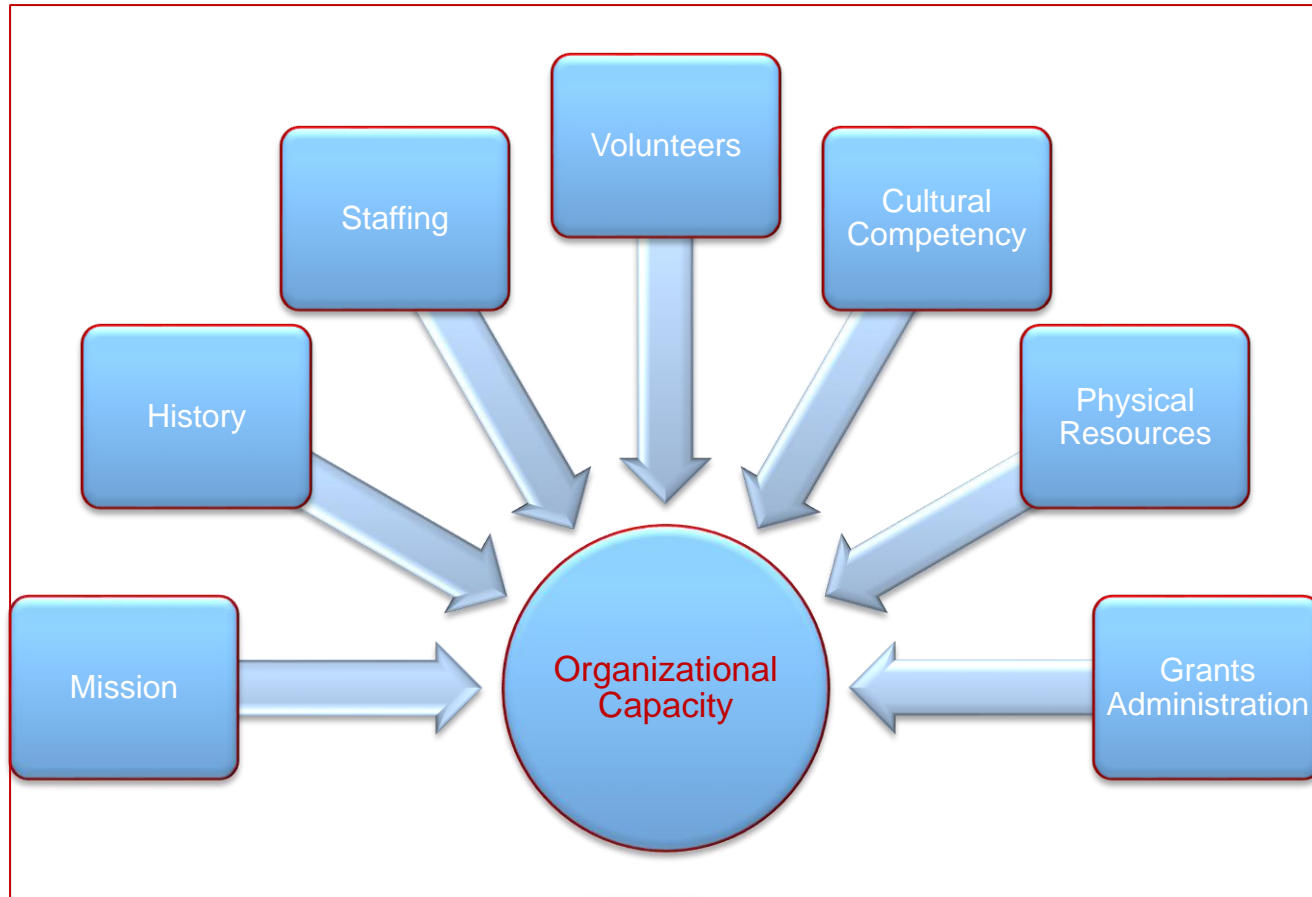 Volunteers
Staffing
Cultural
Competency
History
Physical
Resources
Mission
Organizational
Capacity
Grants
Administration